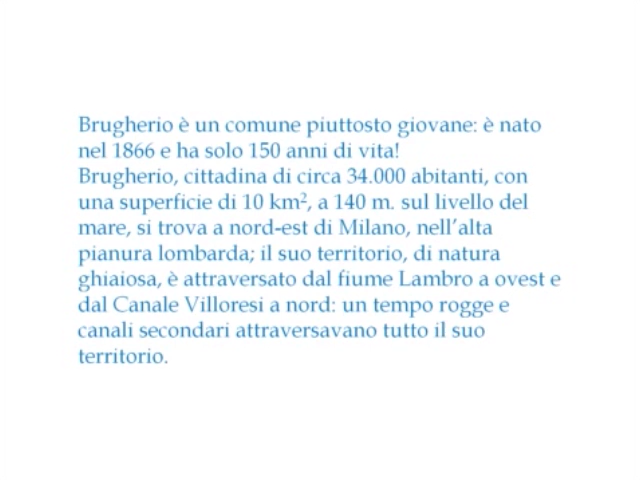 Brugherio è un comune piuttosto giovane: è nato
nel 1866 e ha solo 150 anni di vita!
Brugherio, cittadina di circa 34.000 abitanti, con
una superficie di 10 km², a 140 m. sul livello del
mare, si trova a nord-est di Milano, nell’alta
pianura lombarda; il suo territorio, di natura
ghiaiosa, è attraversato dal fiume Lambro a ovest e
dal Canale Villoresi a nord: un tempo rogge e
canali secondari attraversavano tutto il suo
territorio.